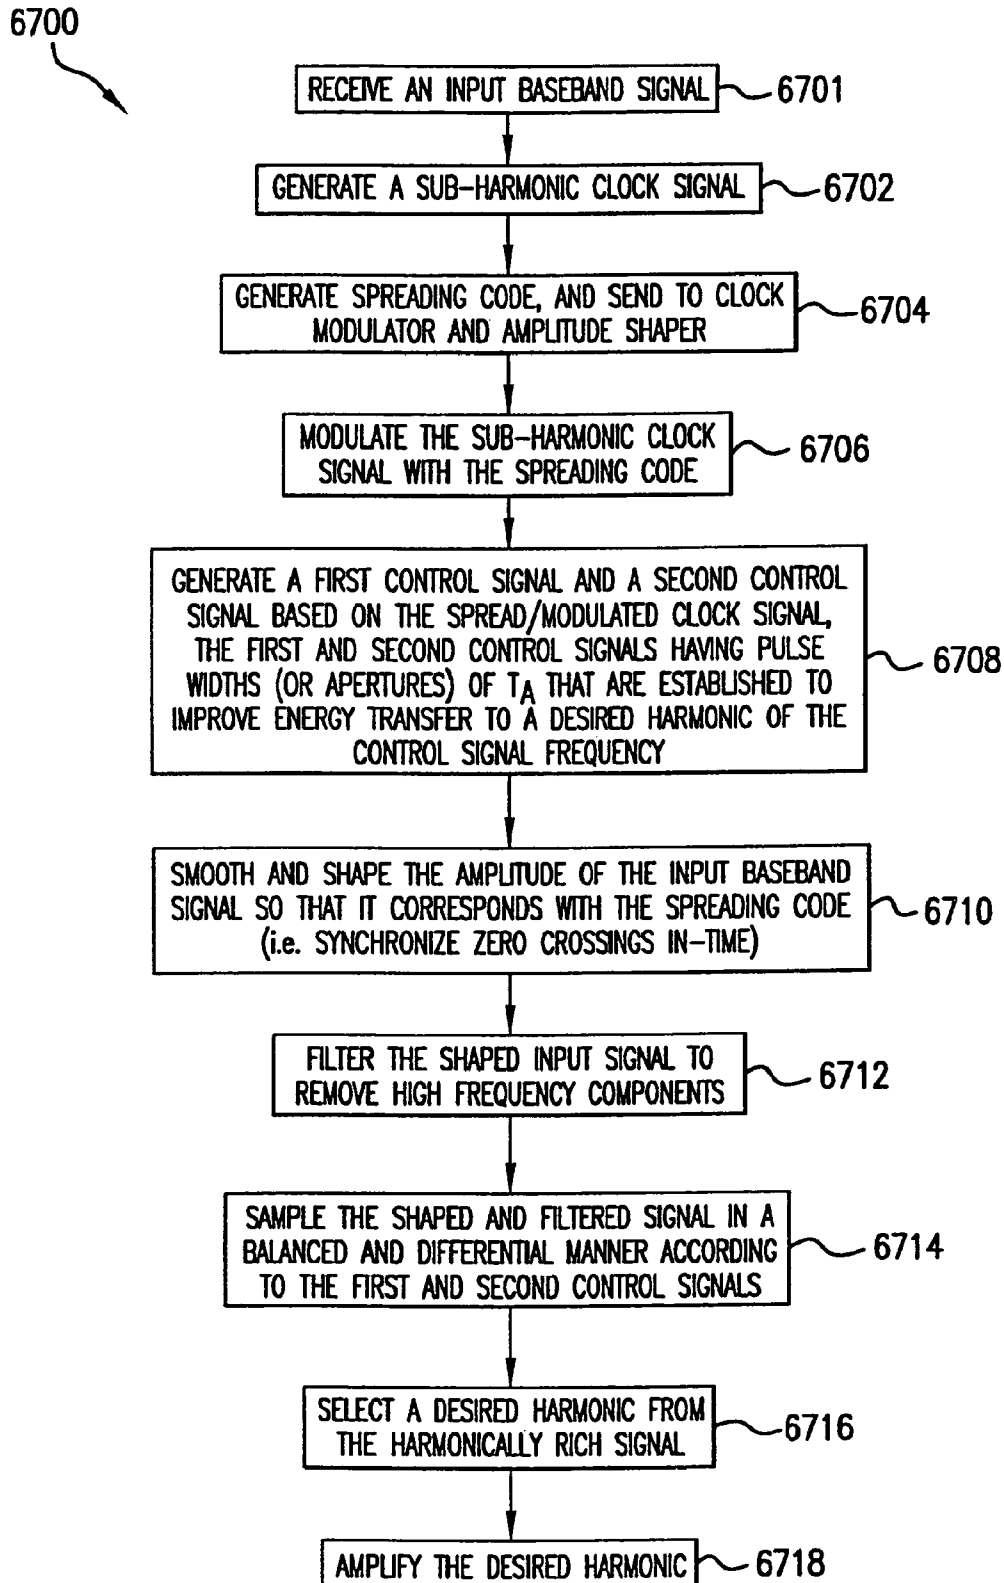 6700
RECEIVE AN INPUT BASEBAND SIGNAL
6701
GENERATE A SUB-HARMONIC CLOCK SIGNAL
6702
GENERATE SPREADING CODE, AND SEND TO CLOCK
MODULATOR AND AMPLITUDE SHAPER
6704
MODULATE THE SUB-HARMONIC CLOCK
SIGNAL WITH THE SPREADING CODE
6706
GENERATE A FIRST CONTROL SIGNAL AND A SECOND CONTROL
SIGNAL BASED ON THE SPREAD/MODULATED CLOCK SIGNAL,
THE FIRST AND SECOND CONTROL SIGNALS HAVING PULSE
WIDTHS (OR APERTURES) OF TA THAT ARE ESTABLISHED TO
IMPROVE ENERGY TRANSFER TO A DESIRED HARMONIC OF THE
CONTROL SIGNAL FREQUENCY
6708
SMOOTH AND SHAPE THE AMPLITUDE OF THE INPUT BASEBAND
SIGNAL SO THAT IT CORRESPONDS WITH THE SPREADING CODE
(i.e. SYNCHRONIZE ZERO CROSSINGS IN-TIME)
6710
FILTER THE SHAPED INPUT SIGNAL TO
REMOVE HIGH FREQUENCY COMPONENTS
6712
SAMPLE THE SHAPED AND FILTERED SIGNAL IN A
BALANCED AND DIFFERENTIAL MANNER ACCORDING
TO THE FIRST AND SECOND CONTROL SIGNALS
6714
SELECT A DESIRED HARMONIC FROM
THE HARMONICALLY RICH SIGNAL
6716
AMPLIFY THE DESIRED HARMONIC
6718